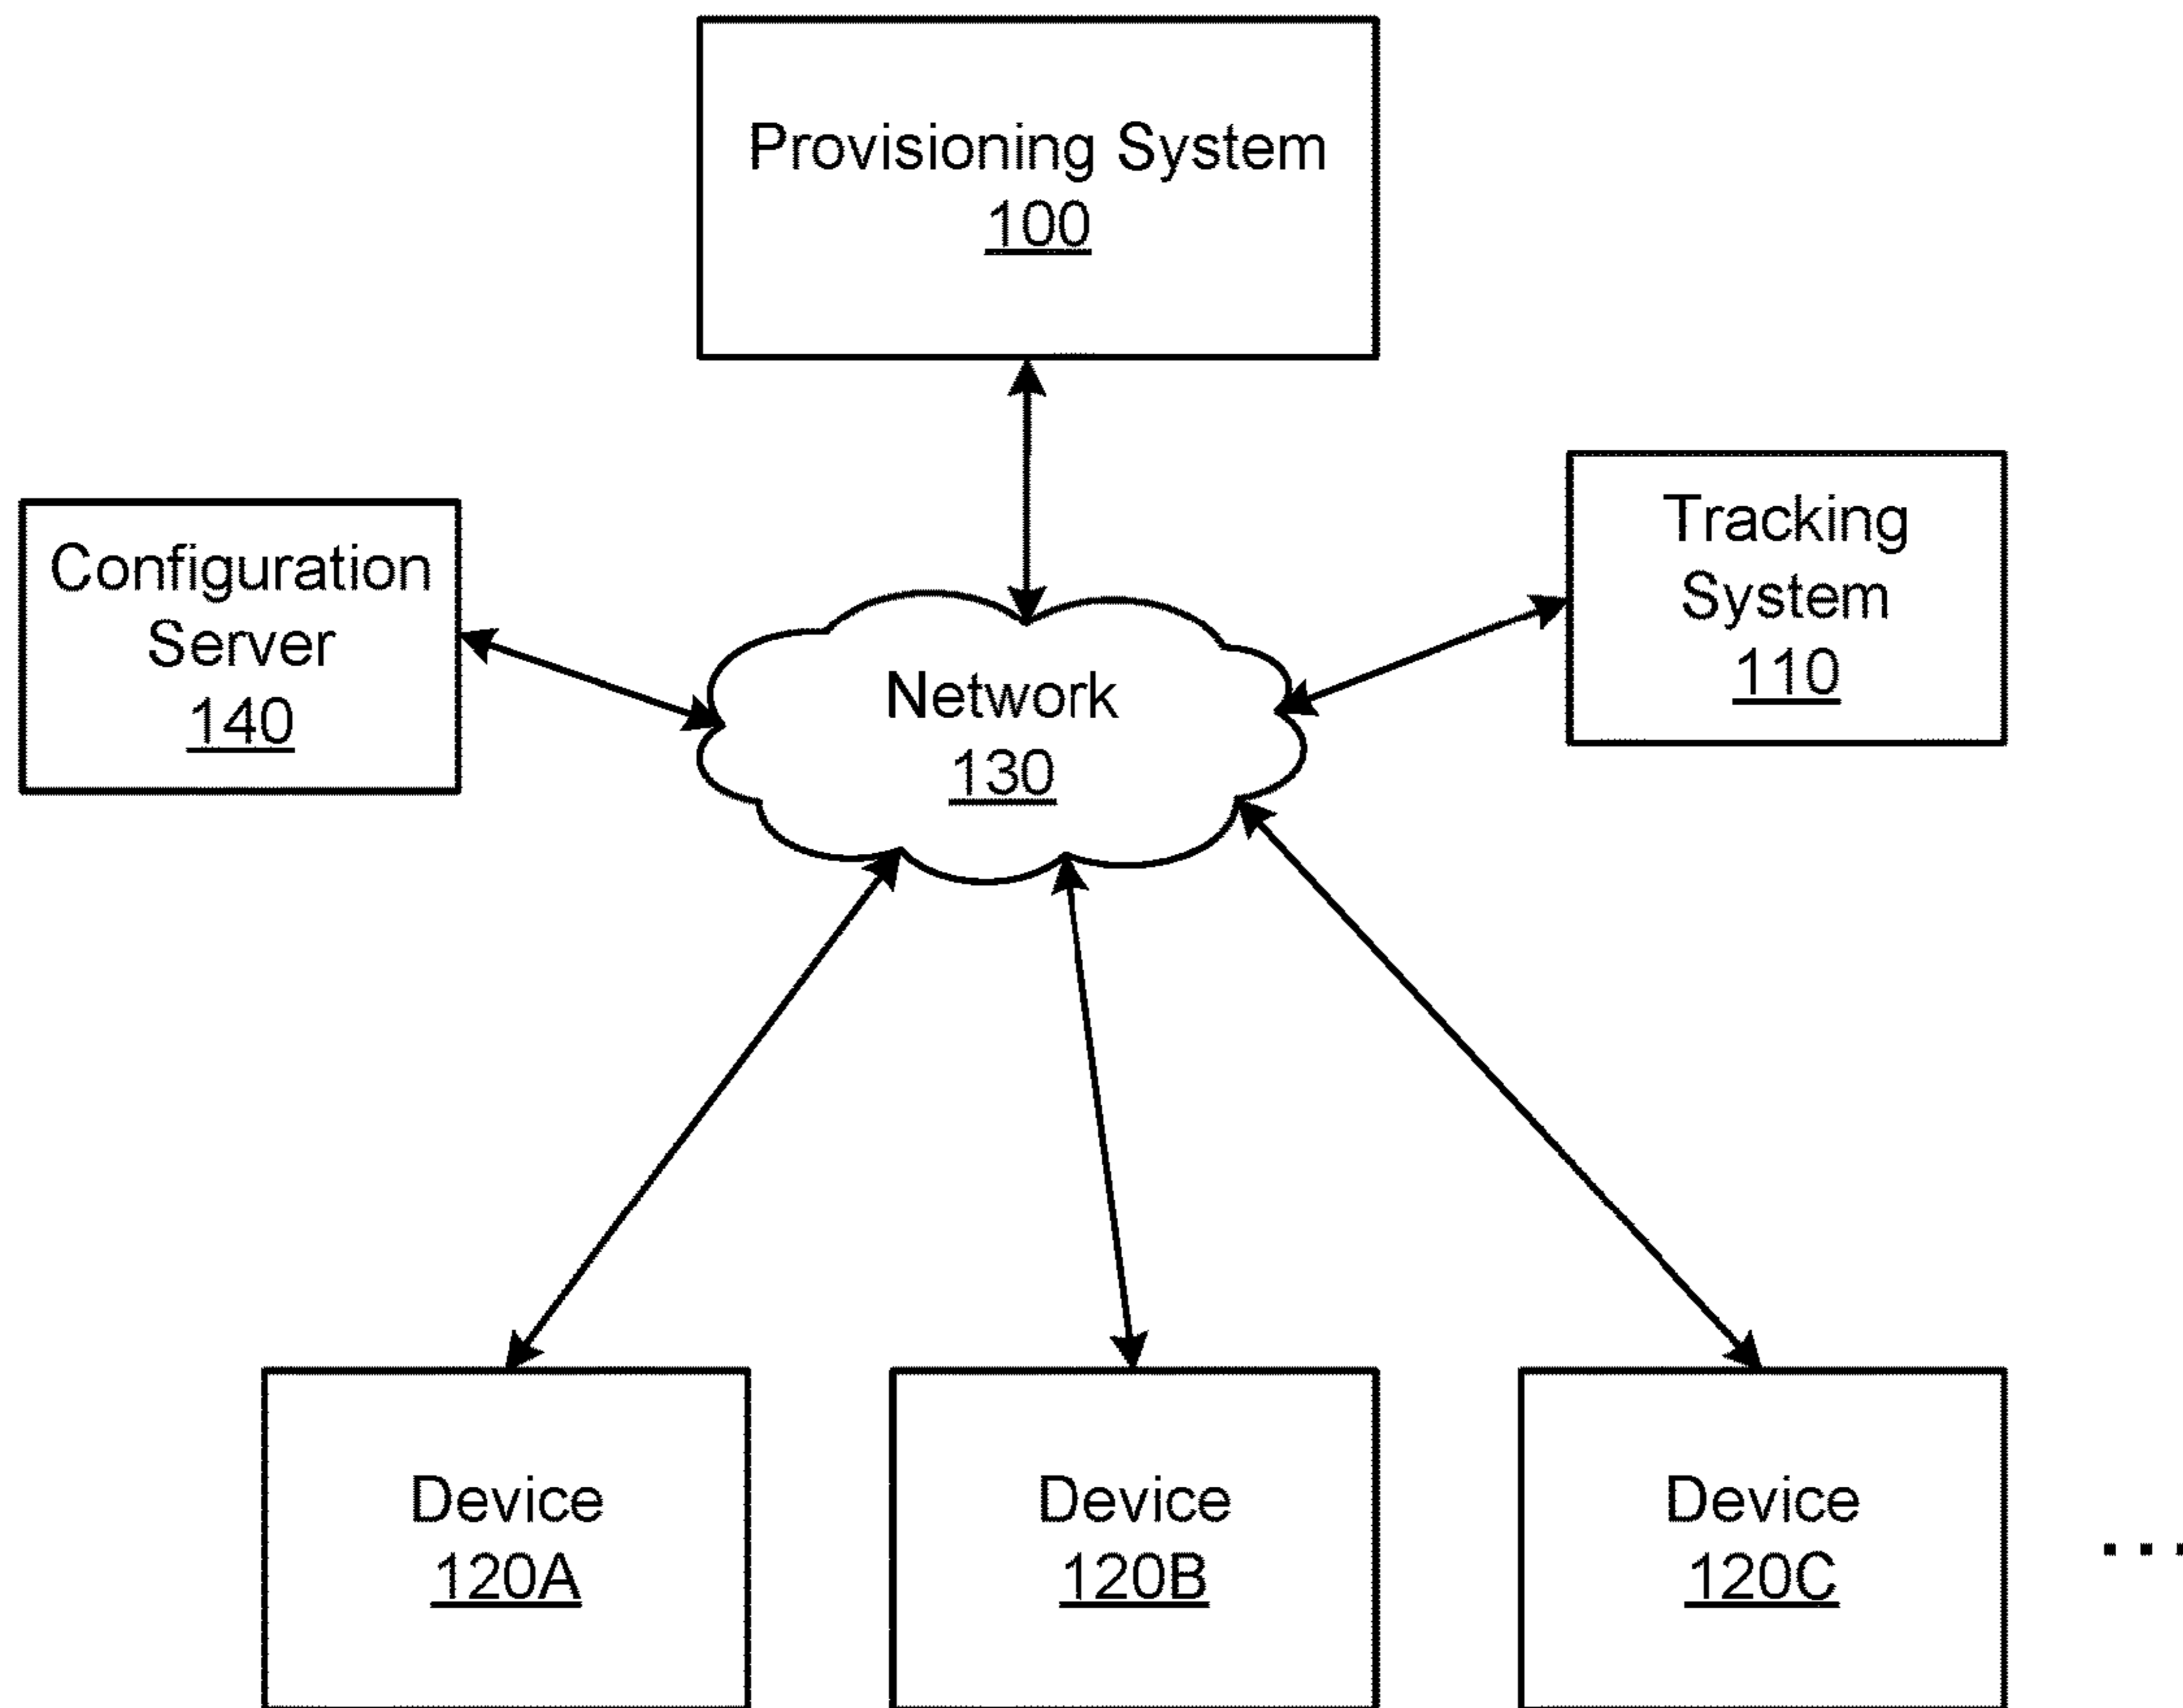 Provisioning System
100
Configuration
Server
140
Tracking
System
110
Network
130
Device
120A
Device
120B
Device
120C
...